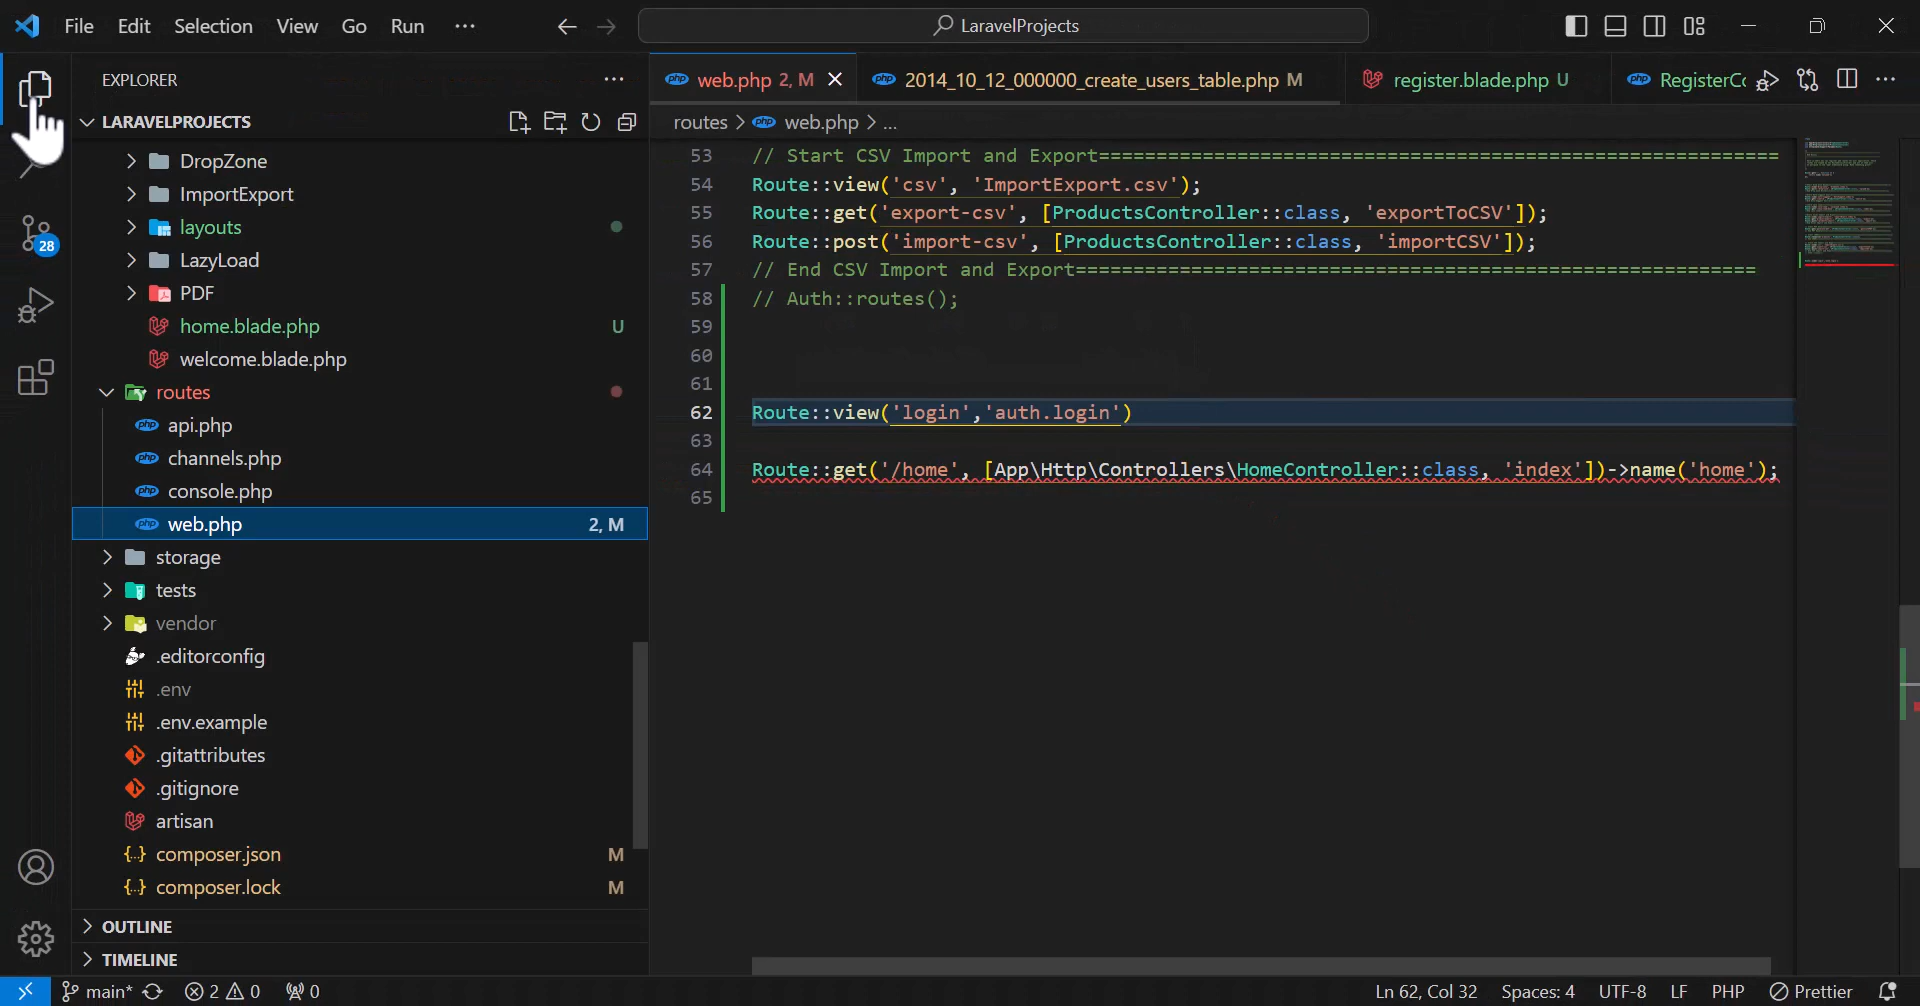 File Edit Selection View Go Run ··· LaravelProjects
EXPLORER ···
LARAVELPROJECTS
DropZone
ImportExport
layouts
LazyLoad
PDF
home.blade.php U
welcome.blade.php
routes
api.php
channels.php
console.php
web.php 2, M
storage
tests
vendor
.editorconfig
.env
.env.example
.gitattributes
.gitignore
artisan
composer.json M
composer.lock M
OUTLINE
TIMELINE
28
web.php 2, M 2014_10_12_000000_create_users_table.php M register.blade.php U
routes > web.php > ...
53 // Start CSV Import and Export===========================================================
54 Route::view('csv', 'ImportExport.csv');
55 Route::get('export-csv', [ProductsController::class, 'exportToCSV']);
56 Route::post('import-csv', [ProductsController::class, 'importCSV']);
57 // End CSV Import and Export===========================================================
58 // Auth::routes();
59
60
61
62 Route::view('login','auth.login')
63
64 Route::get('/home', [App\Http\Controllers\HomeController::class, 'index'])->name('home');
65
main* 2 0 0 Ln 62, Col 32 Spaces: 4 UTF-8 LF PHP Prettier